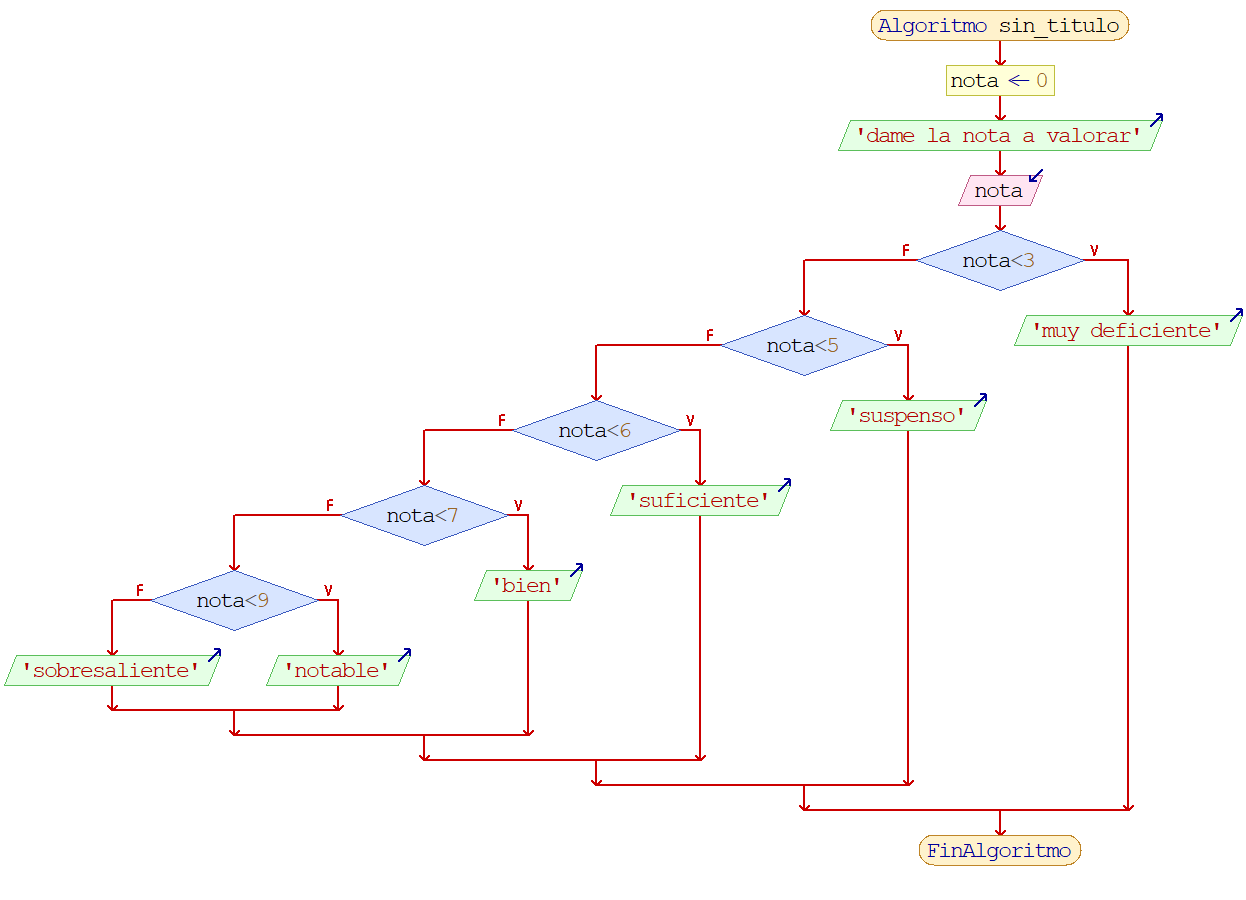 Algoritmo sin_titulo
nota ← 0
'dame la nota a valorar'
nota
F
nota<3
V
F
nota<5
V
'muy deficiente'
F
nota<6
V
'suspenso'
F
nota<7
V
'suficiente'
F
nota<9
V
'bien'
'sobresaliente'
'notable'
FinAlgoritmo